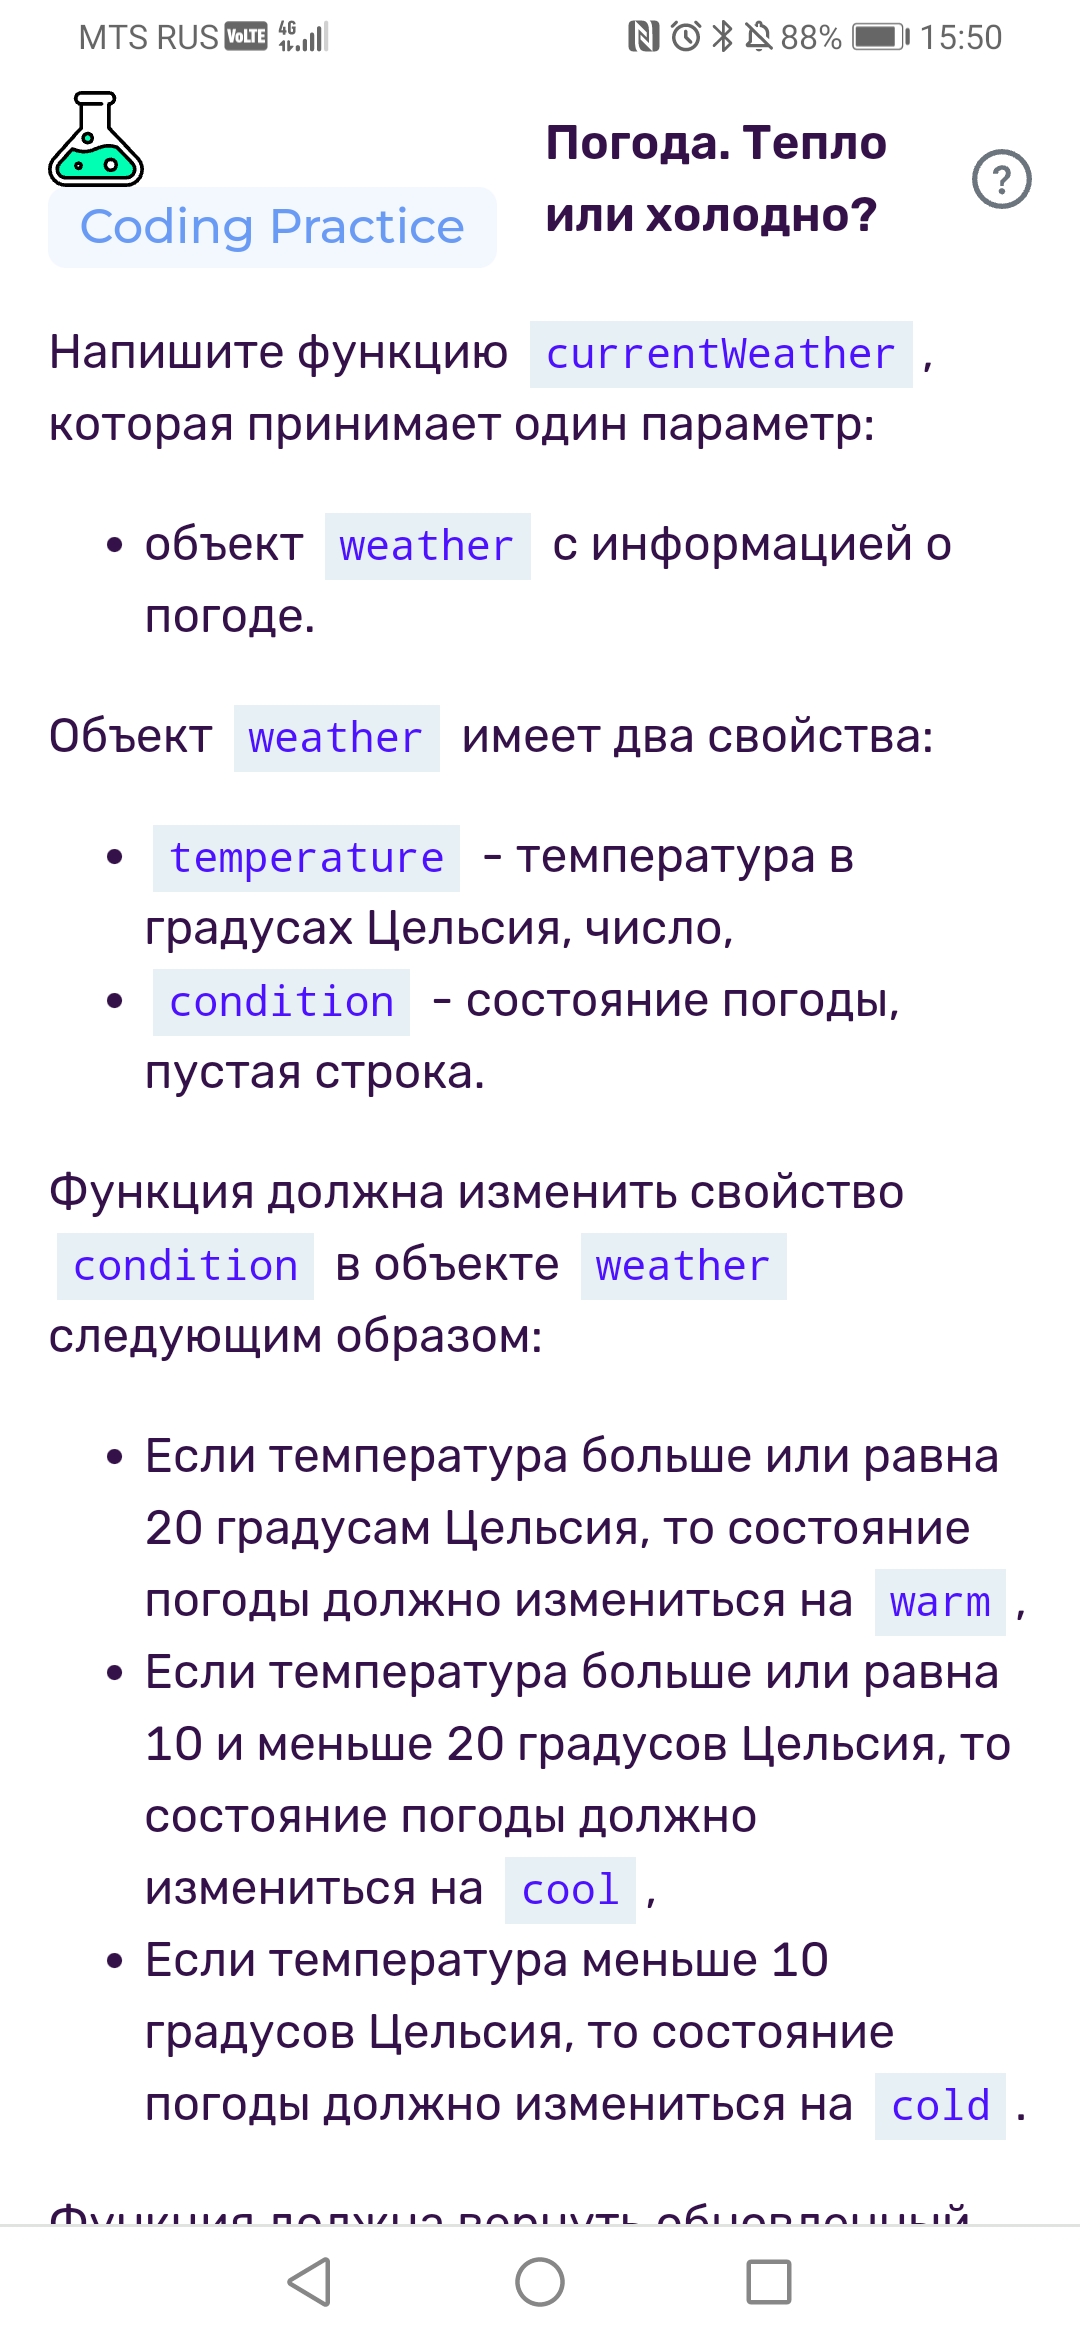 MTS RUS VoLTE 4G 88% 15:50
Погода. Тепло
или холодно?
?
Coding Practice
Напишите функцию currentWeather,
которая принимает один параметр:
• объект weather с информацией о
погоде.
Объект weather имеет два свойства:
• temperature - температура в
градусах Цельсия, число,
• condition - состояние погоды,
пустая строка.
Функция должна изменить свойство
condition в объекте weather
следующим образом:
• Если температура больше или равна
20 градусам Цельсия, то состояние
погоды должно измениться на warm,
• Если температура больше или равна
10 и меньше 20 градусов Цельсия, то
состояние погоды должно
измениться на cool,
• Если температура меньше 10
градусов Цельсия, то состояние
погоды должно измениться на cold.
Функция должна вернуть обновленный